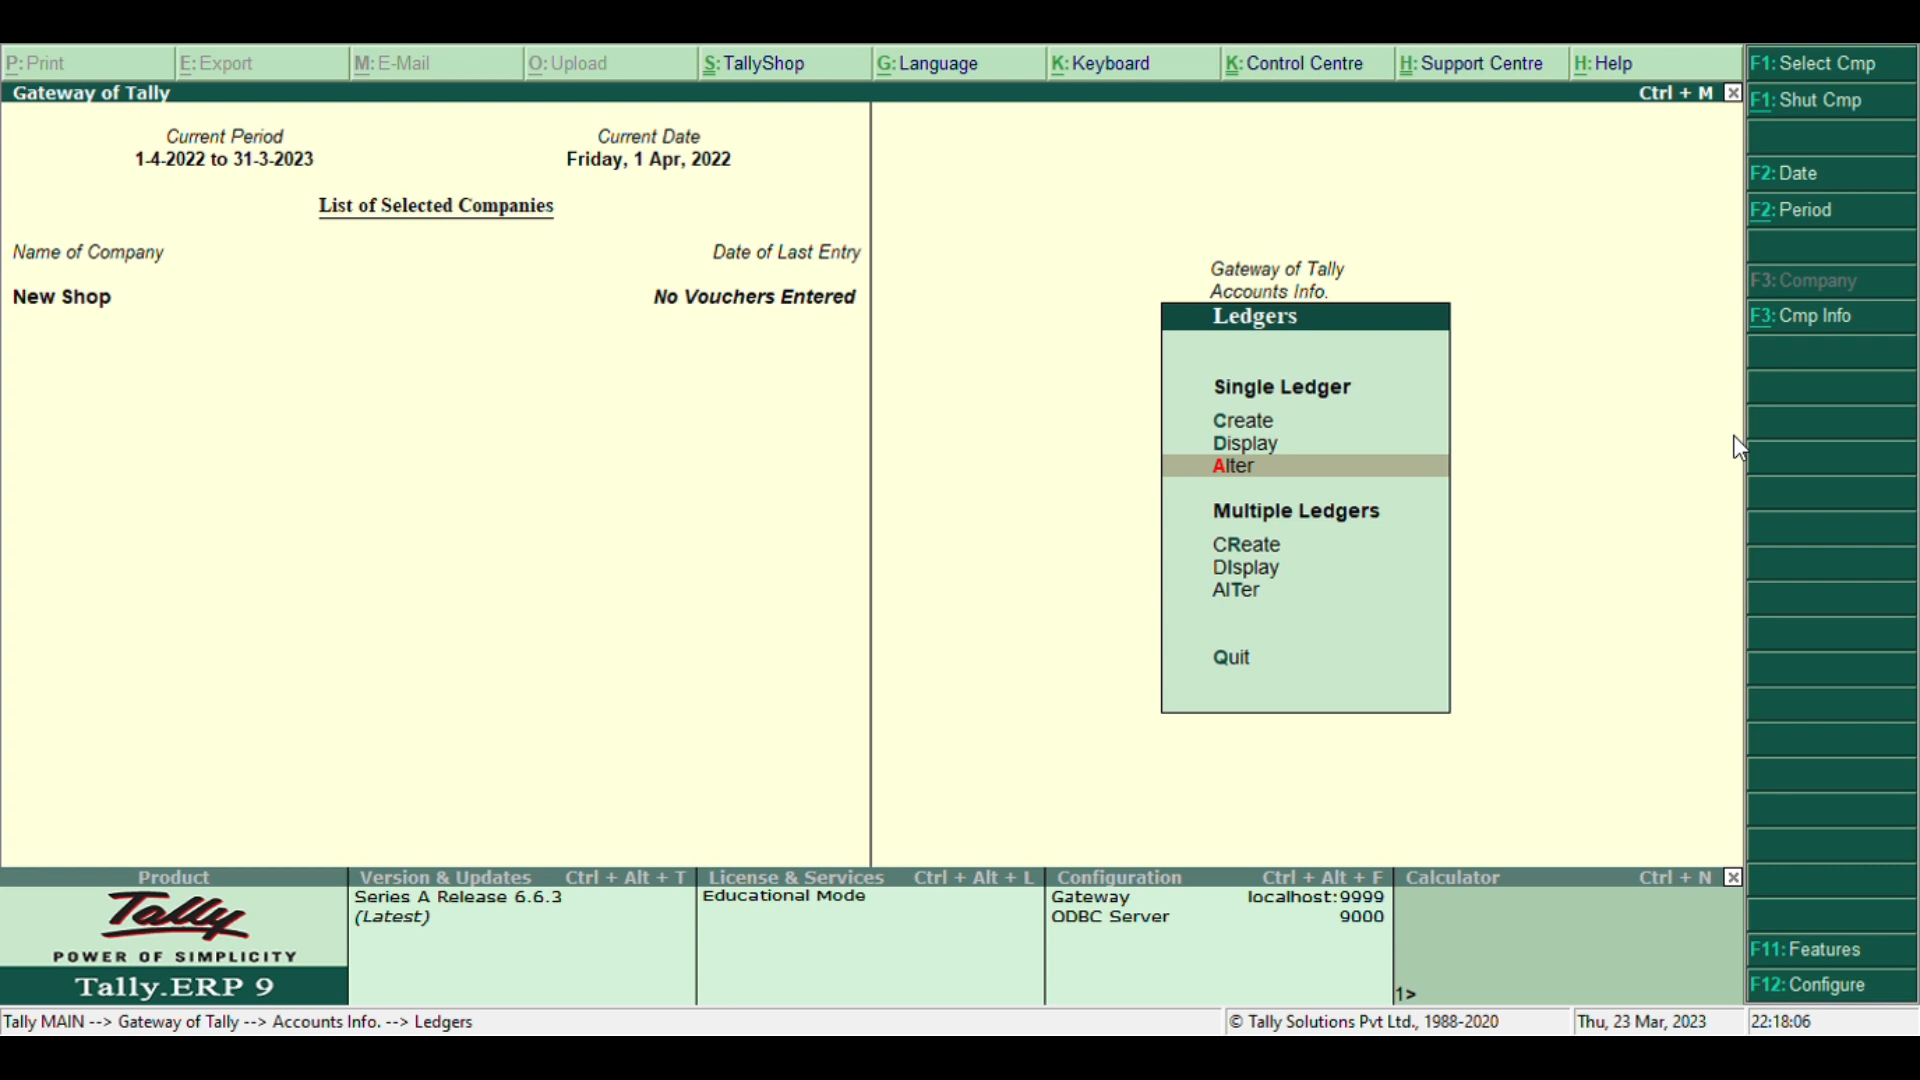 P: Print E: Export M: E-Mail O: Upload S: TallyShop G: Language K: Keyboard K: Control Centre H: Support Centre H: Help
Gateway of Tally Ctrl + M
Current Period Current Date
1-4-2022 to 31-3-2023 Friday, 1 Apr, 2022
List of Selected Companies
Name of Company Date of Last Entry
New Shop No Vouchers Entered
Gateway of Tally
Accounts Info.
Ledgers
Single Ledger
Create
Display
Alter
Multiple Ledgers
CReate
DIsplay
AlTer
Quit
F1: Select Cmp
F1: Shut Cmp
F2: Date
F2: Period
F3: Company
F3: Cmp Info
F11: Features
F12: Configure
Product
Tally
POWER OF SIMPLICITY
Tally.ERP 9
Version & Updates Ctrl + Alt + T
Series A Release 6.6.3
(Latest)
License & Services Ctrl + Alt + L
Educational Mode
Configuration Ctrl + Alt + F
Gateway localhost:9999
ODBC Server 9000
Calculator Ctrl + N
1>
Tally MAIN --> Gateway of Tally --> Accounts Info. --> Ledgers © Tally Solutions Pvt Ltd., 1988-2020 Thu, 23 Mar, 2023 22:18:06